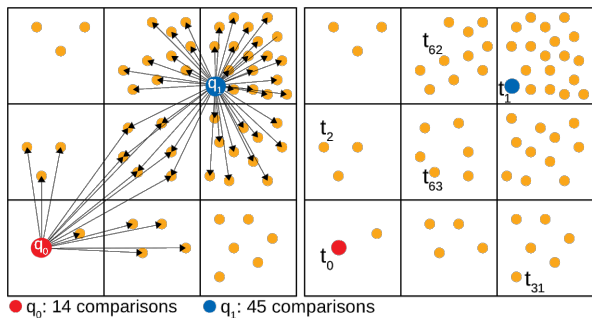 q₁
q₀
t₆₂
t₁
t₂
t₆₃
t₀
t₃₁
q₀: 14 comparisons
q₁: 45 comparisons